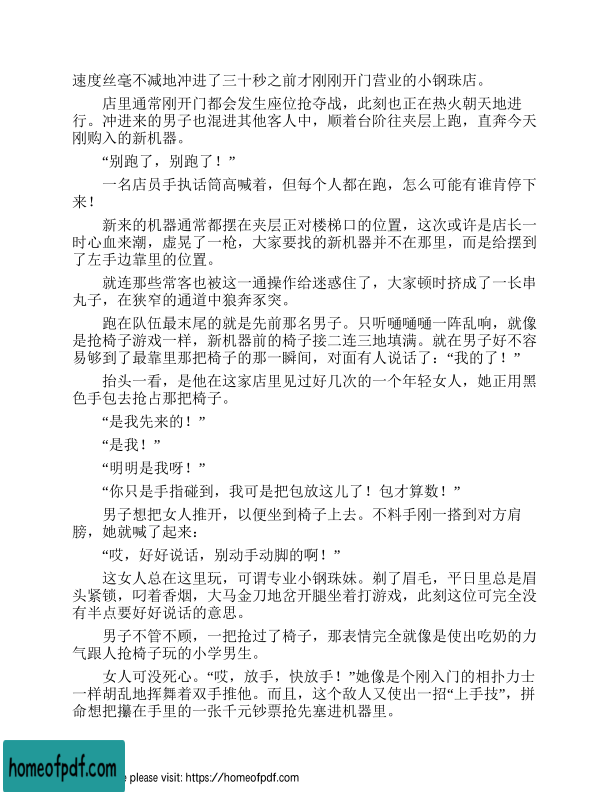 速度丝毫不减地冲进了三十秒之前才刚刚开门营业的小钢珠店。
店里通常刚开门都会发生座位抢夺战，此刻也正在热火朝天地进
行。冲进来的男子也混进其他客人中，顺着台阶往夹层上跑，直奔今天
刚购入的新机器。
“别跑了，别跑了！”
一名店员手执话筒高喊着，但每个人都在跑，怎么可能有谁肯停下
来！
新来的机器通常都摆在夹层正对楼梯口的位置，这次或许是店长一
时心血来潮，虚晃了一枪，大家要找的新机器并不在那里，而是给摆到
了左手边靠里的位置。
就连那些常客也被这一通操作给迷惑住了，大家顿时挤成了一长串
丸子，在狭窄的通道中狼奔豕突。
跑在队伍最末尾的就是先前那名男子。只听嗵嗵嗵一阵乱响，就像
是抢椅子游戏一样，新机器前的椅子接二连三地填满。就在男子好不容
易够到了最靠里那把椅子的那一瞬间，对面有人说话了：“我的了！”
抬头一看，是他在这家店里见过好几次的一个年轻女人，她正用黑
色手包去抢占那把椅子。
“是我先来的！”
“是我！”
“明明是我呀！”
“你只是手指碰到，我可是把包放这儿了！包才算数！”
男子想把女人推开，以便坐到椅子上去。不料手刚一搭到对方肩
膀，她就喊了起来：
“哎，好好说话，别动手动脚的啊！”
这女人总在这里玩，可谓专业小钢珠妹。剃了眉毛，平日里总是眉
头紧锁，叼着香烟，大马金刀地岔开腿坐着打游戏，此刻这位可完全没
有半点要好好说话的意思。
男子不管不顾，一把抢过了椅子，那表情完全就像是使出吃奶的力
气跟人抢椅子玩的小学男生。
女人可没死心。“哎，放手，快放手！”她像是个刚入门的相扑力士
一样胡乱地挥舞着双手推他。而且，这个敌人又使出一招“上手技”，拼
命想把攥在手里的一张千元钞票抢先塞进机器里。
homeofpdf.com
e please visit: https://homeofpdf.com